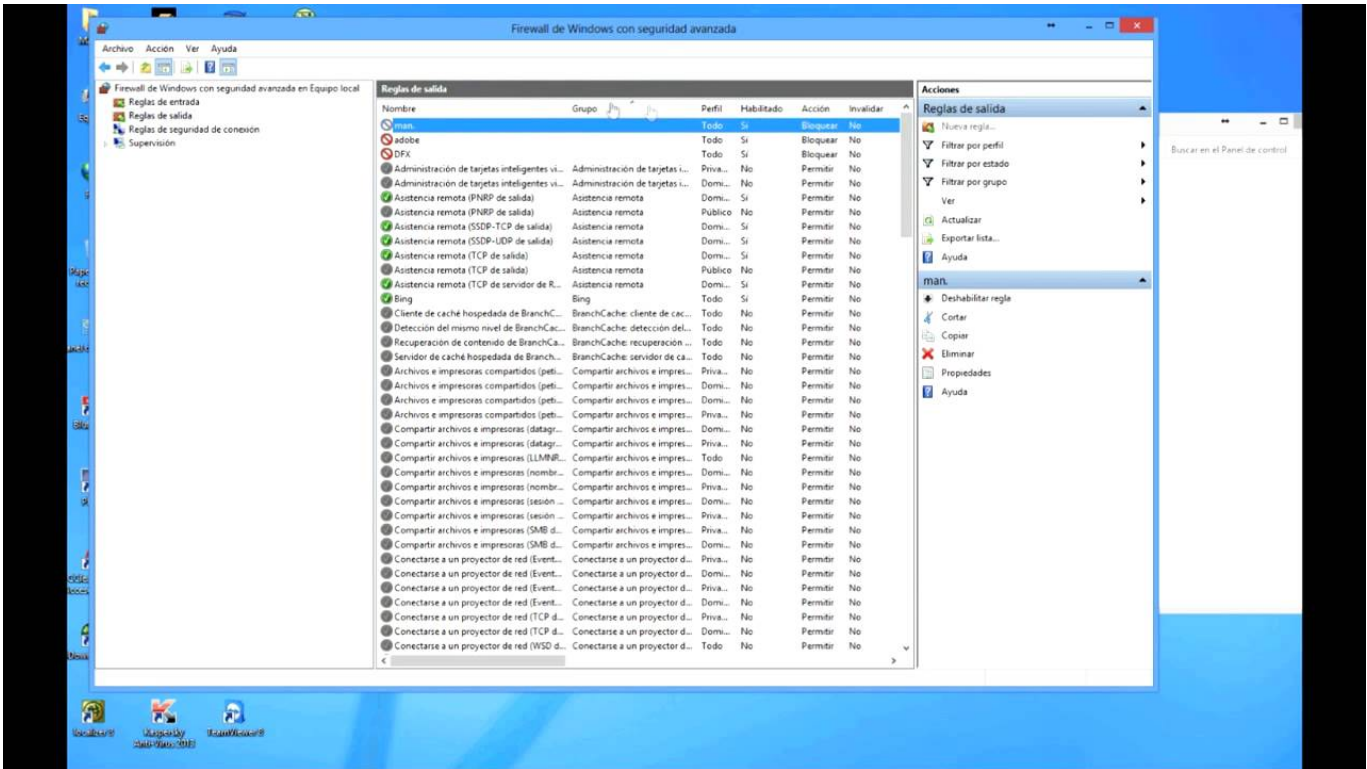 Firewall de Windows con seguridad avanzada
Archivo Acción Ver Ayuda
Firewall de Windows con seguridad avanzada en Equipo local
Reglas de entrada
Reglas de salida
Reglas de seguridad de conexión
Supervisión
Reglas de salida
Nombre Grupo Perfil Habilitado Acción Invalidar
man. Todo Sí Bloquear No
adobe Todo Sí Bloquear No
DFX Todo Sí Bloquear No
Administración de tarjetas inteligentes vi... Administración de tarjetas i... Priva... No Permitir No
Administración de tarjetas inteligentes vi... Administración de tarjetas i... Domi... No Permitir No
Asistencia remota (PNRP de salida) Asistencia remota Domi... Sí Permitir No
Asistencia remota (PNRP de salida) Asistencia remota Público No Permitir No
Asistencia remota (SSDP-TCP de salida) Asistencia remota Domi... Sí Permitir No
Asistencia remota (SSDP-UDP de salida) Asistencia remota Domi... Sí Permitir No
Asistencia remota (TCP de salida) Asistencia remota Domi... Sí Permitir No
Asistencia remota (TCP de salida) Asistencia remota Público No Permitir No
Asistencia remota (TCP de servidor de R... Asistencia remota Domi... Sí Permitir No
Bing Bing Todo Sí Permitir No
Cliente de caché hospedada de BranchC... BranchCache: cliente de cac... Todo No Permitir No
Detección del mismo nivel de BranchCac... BranchCache: detección del... Todo No Permitir No
Recuperación de contenido de BranchCa... BranchCache: recuperación ... Todo No Permitir No
Servidor de caché hospedada de Branch... BranchCache: servidor de ca... Todo No Permitir No
Archivos e impresoras compartidos (peti... Compartir archivos e impres... Priva... No Permitir No
Archivos e impresoras compartidos (peti... Compartir archivos e impres... Domi... No Permitir No
Archivos e impresoras compartidos (peti... Compartir archivos e impres... Domi... No Permitir No
Archivos e impresoras compartidos (peti... Compartir archivos e impres... Priva... No Permitir No
Compartir archivos e impresoras (datagr... Compartir archivos e impres... Domi... No Permitir No
Compartir archivos e impresoras (datagr... Compartir archivos e impres... Priva... No Permitir No
Compartir archivos e impresoras (LLMNR... Compartir archivos e impres... Todo No Permitir No
Compartir archivos e impresoras (nombr... Compartir archivos e impres... Domi... No Permitir No
Compartir archivos e impresoras (nombr... Compartir archivos e impres... Priva... No Permitir No
Compartir archivos e impresoras (sesión ... Compartir archivos e impres... Domi... No Permitir No
Compartir archivos e impresoras (sesión ... Compartir archivos e impres... Priva... No Permitir No
Compartir archivos e impresoras (SMB d... Compartir archivos e impres... Priva... No Permitir No
Compartir archivos e impresoras (SMB d... Compartir archivos e impres... Domi... No Permitir No
Conectarse a un proyector de red (Event... Conectarse a un proyector d... Priva... No Permitir No
Conectarse a un proyector de red (Event... Conectarse a un proyector d... Domi... No Permitir No
Conectarse a un proyector de red (Event... Conectarse a un proyector d... Priva... No Permitir No
Conectarse a un proyector de red (Event... Conectarse a un proyector d... Domi... No Permitir No
Conectarse a un proyector de red (TCP d... Conectarse a un proyector d... Priva... No Permitir No
Conectarse a un proyector de red (TCP d... Conectarse a un proyector d... Domi... No Permitir No
Conectarse a un proyector de red (WSD d... Conectarse a un proyector d... Todo No Permitir No
Acciones
Reglas de salida
Nueva regla...
Filtrar por perfil
Filtrar por estado
Filtrar por grupo
Ver
Actualizar
Exportar lista...
Ayuda
man.
Deshabilitar regla
Cortar
Copiar
Eliminar
Propiedades
Ayuda
Buscar en el Panel de control
Kaspersky
Anti-Virus 2013
TeamViewer 8